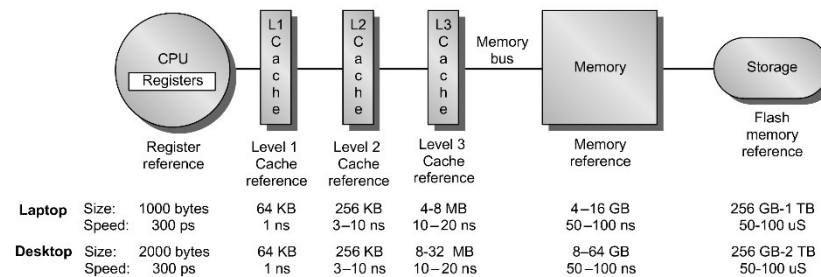 CPU
Registers
L1
Cache
L2
Cache
L3
Cache
Memory
bus
Memory
Storage
Register
reference
Level 1
Cache
reference
Level 2
Cache
reference
Level 3
Cache
reference
Memory
reference
Flash
memory
reference
Laptop Size: 1000 bytes 64 KB 256 KB 4-8 MB 4–16 GB 256 GB-1 TB
Speed: 300 ps 1 ns 3–10 ns 10–20 ns 50–100 ns 50-100 uS
Desktop Size: 2000 bytes 64 KB 256 KB 8-32 MB 8–64 GB 256 GB-2 TB
Speed: 300 ps 1 ns 3–10 ns 10–20 ns 50–100 ns 50-100 uS